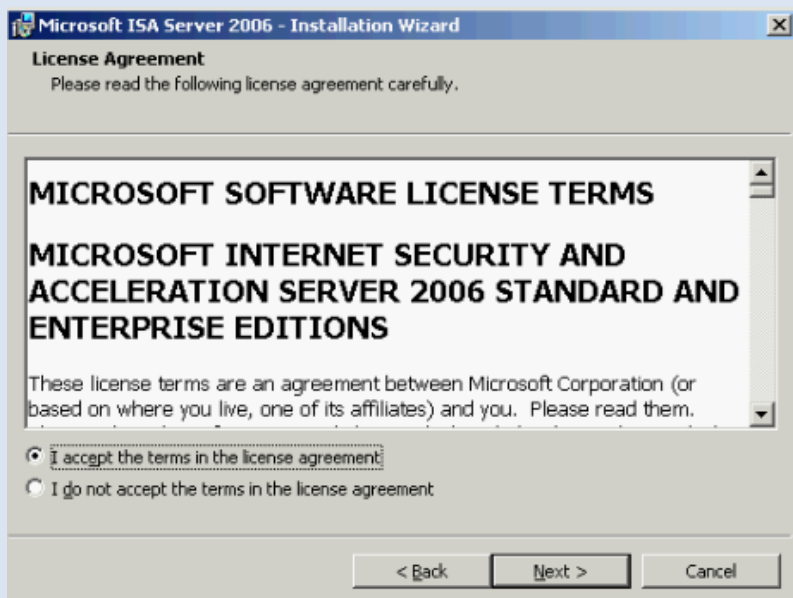 Microsoft ISA Server 2006 - Installation Wizard
License Agreement
Please read the following license agreement carefully.
MICROSOFT SOFTWARE LICENSE TERMS
MICROSOFT INTERNET SECURITY AND
ACCELERATION SERVER 2006 STANDARD AND
ENTERPRISE EDITIONS
These license terms are an agreement between Microsoft Corporation (or
based on where you live, one of its affiliates) and you.  Please read them.
I accept the terms in the license agreement
I do not accept the terms in the license agreement
< Back
Next >
Cancel